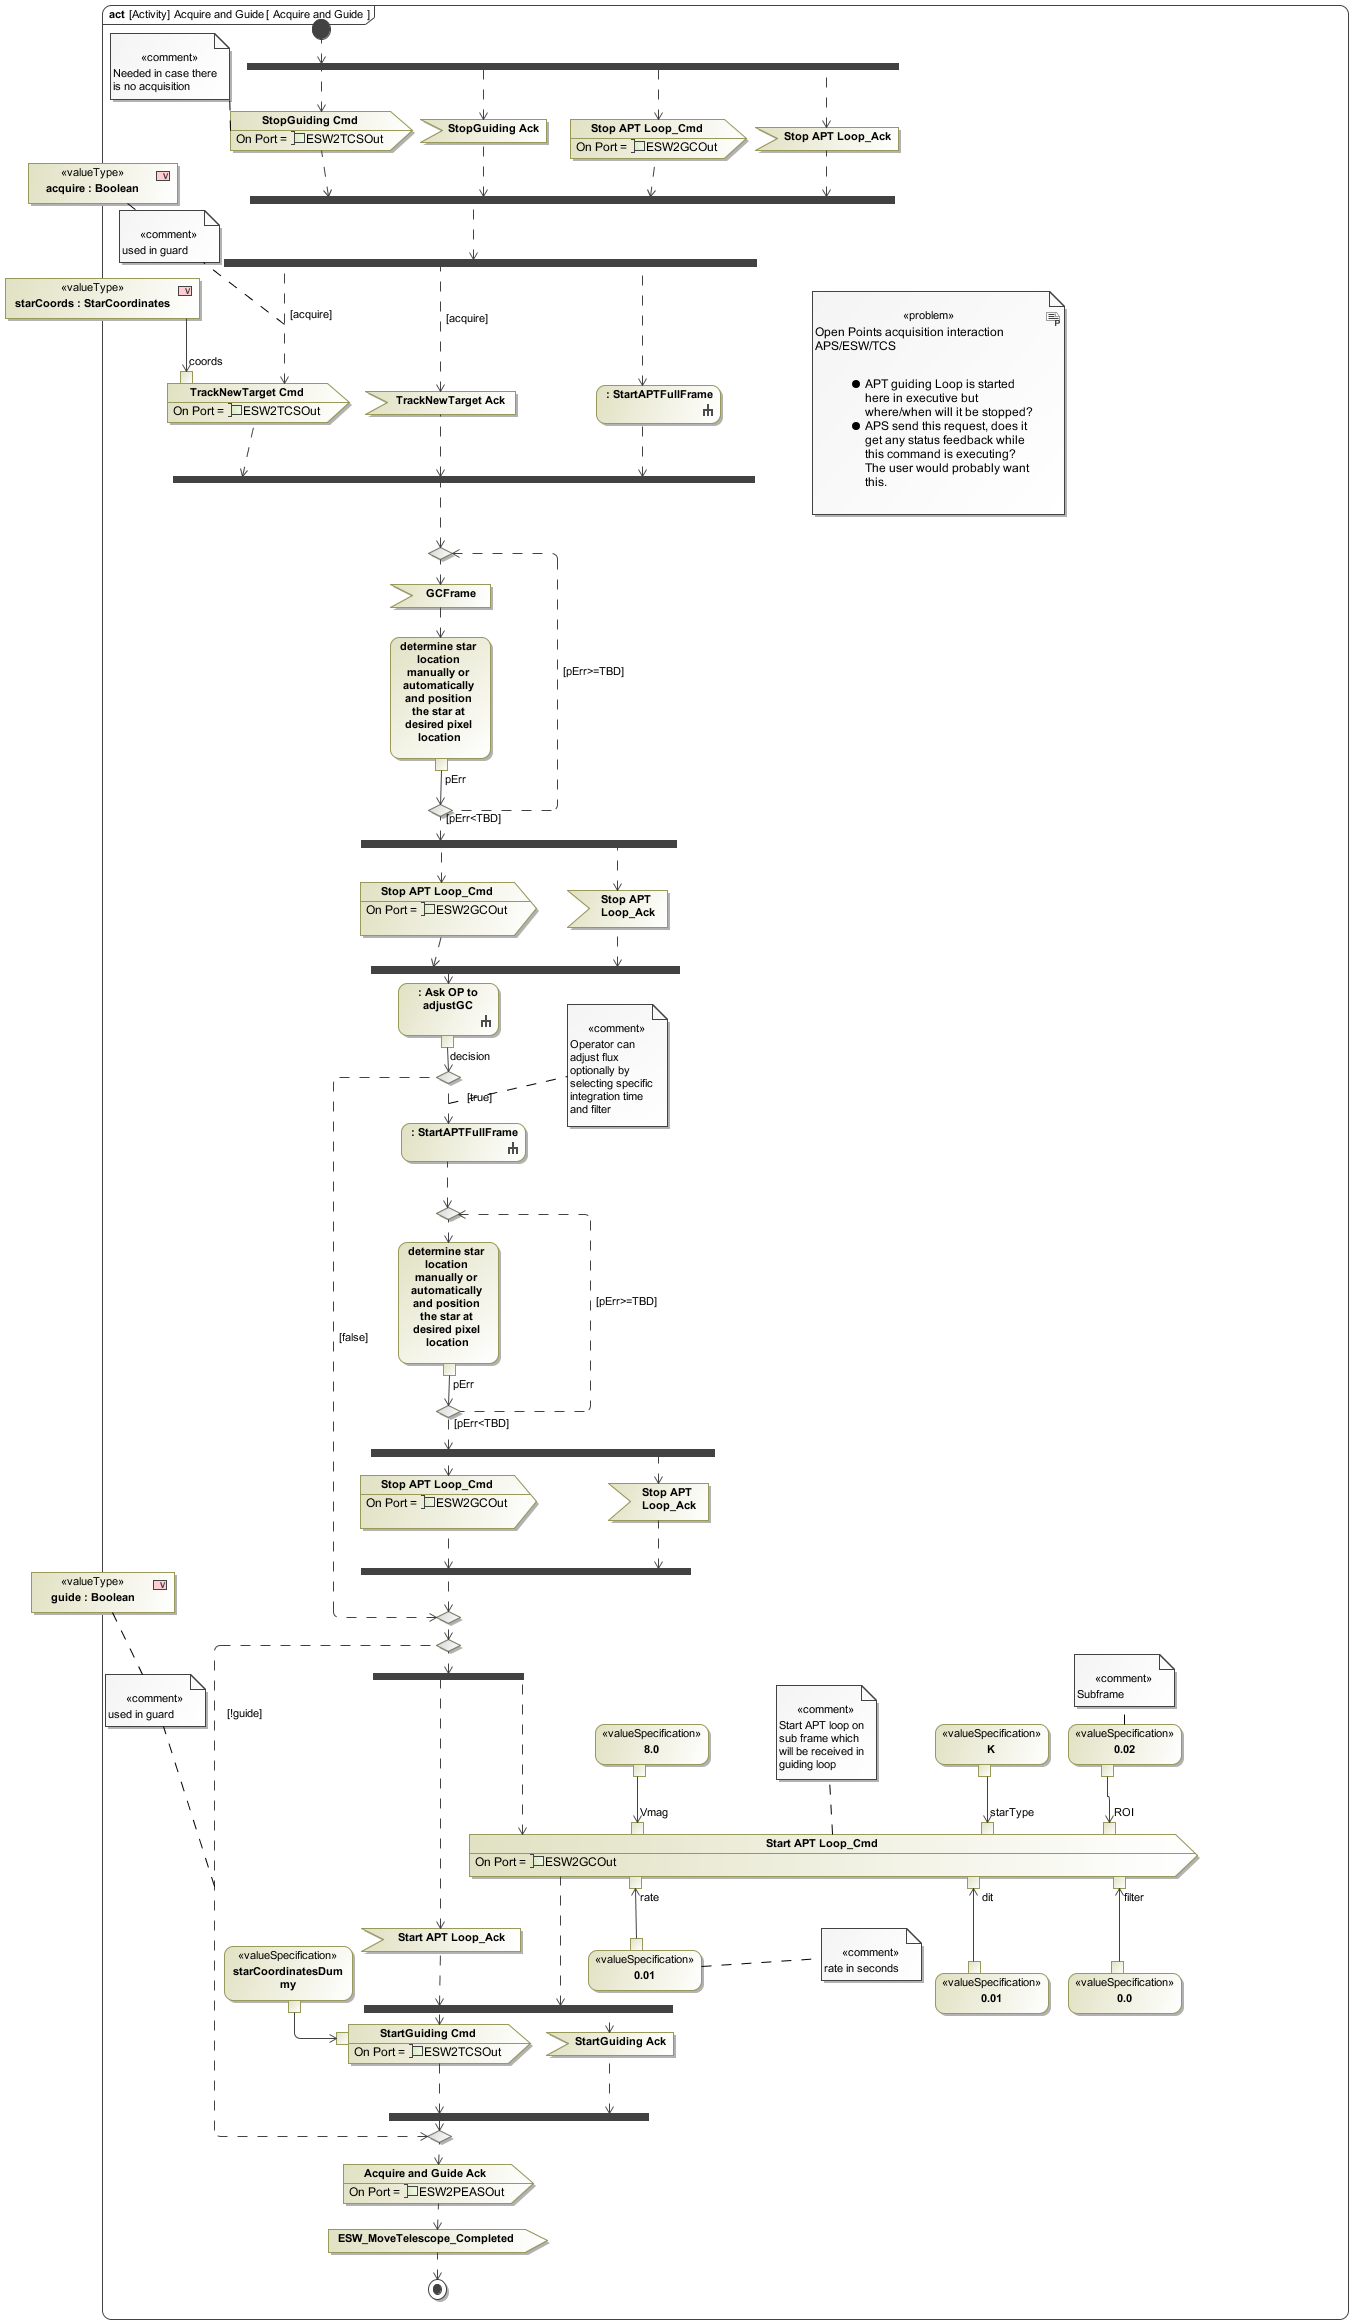 act [Activity] Acquire and Guide[ Acquire and Guide ]
«comment»
Needed in case there
is no acquisition
StopGuiding Cmd
On Port = ESW2TCSOut
StopGuiding Ack
Stop APT Loop_Cmd
On Port = ESW2GCOut
Stop APT Loop_Ack
«valueType»
V
acquire : Boolean
«comment»
used in guard
«valueType»
V
starCoords : StarCoordinates
[acquire]
[acquire]
«problem»
P
Open Points acquisition interaction
APS/ESW/TCS
● APT guiding Loop is started
here in executive but
where/when will it be stopped?
● APS send this request, does it
get any status feedback while
this command is executing?
The user would probably want
this.
coords
TrackNewTarget Cmd
On Port = ESW2TCSOut
TrackNewTarget Ack
: StartAPTFullFrame
GCFrame
determine star
location
manually or
automatically
and position
the star at
desired pixel
location
[pErr>=TBD]
pErr
[pErr<TBD]
Stop APT Loop_Cmd
On Port = ESW2GCOut
Stop APT
Loop_Ack
: Ask OP to
adjustGC
decision
«comment»
Operator can
adjust flux
optionally by
selecting specific
integration time
and filter
[true]
: StartAPTFullFrame
determine star
location
manually or
automatically
and position
the star at
desired pixel
location
[pErr>=TBD]
[false]
pErr
[pErr<TBD]
Stop APT Loop_Cmd
On Port = ESW2GCOut
Stop APT
Loop_Ack
«valueType»
V
guide : Boolean
«comment»
used in guard
[!guide]
«comment»
Subframe
«comment»
Start APT loop on
sub frame which
will be received in
guiding loop
«valueSpecification»
8.0
«valueSpecification»
K
«valueSpecification»
0.02
Vmag
starType
ROI
Start APT Loop_Cmd
On Port = ESW2GCOut
rate
dit
filter
Start APT Loop_Ack
«valueSpecification»
starCoordinatesDum
my
«valueSpecification»
0.01
«comment»
rate in seconds
«valueSpecification»
0.01
«valueSpecification»
0.0
StartGuiding Cmd
On Port = ESW2TCSOut
StartGuiding Ack
Acquire and Guide Ack
On Port = ESW2PEASOut
ESW_MoveTelescope_Completed